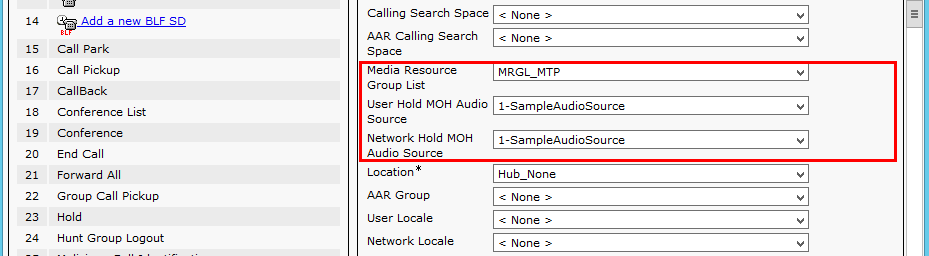 14 Add a new BLF SD
BLF
15 Call Park
16 Call Pickup
17 CallBack
18 Conference List
19 Conference
20 End Call
21 Forward All
22 Group Call Pickup
23 Hold
24 Hunt Group Logout
Calling Search Space < None >
AAR Calling Search
Space
< None >
Media Resource
Group List
MRGL_MTP
User Hold MOH Audio
Source
1-SampleAudioSource
Network Hold MOH
Audio Source
1-SampleAudioSource
Location* Hub_None
AAR Group < None >
User Locale < None >
Network Locale < None >